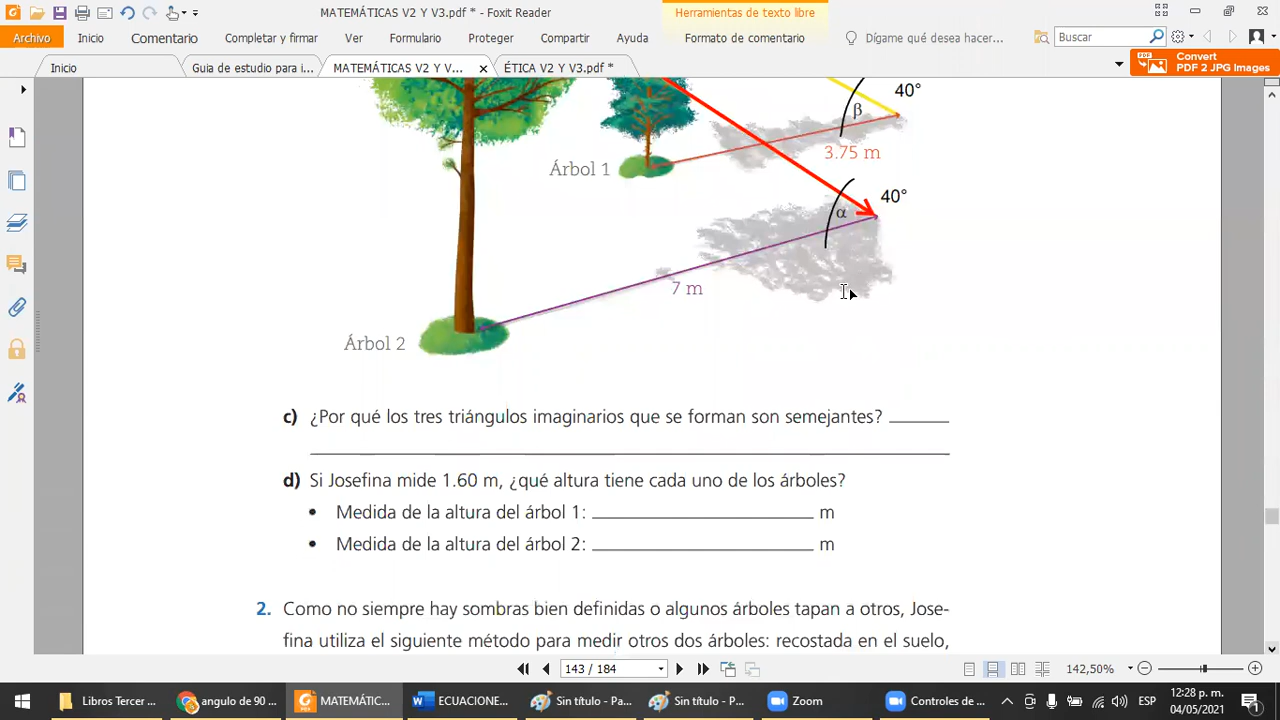 MATEMÁTICAS V2 Y V3.pdf * - Foxit Reader
Herramientas de texto libre
Archivo Inicio Comentario Completar y firmar Ver Formulario Proteger Compartir Ayuda Formato de comentario Dígame qué desea hacer... Buscar
Inicio Guia de estudio para i... MATEMÁTICAS V2 Y V... ÉTICA V2 Y V3.pdf * Convert
PDF 2 JPG Images
40°
β
3.75 m
Árbol 1
40°
α
7 m
Árbol 2
c) ¿Por qué los tres triángulos imaginarios que se forman son semejantes? ______
______
d) Si Josefina mide 1.60 m, ¿qué altura tiene cada uno de los árboles?
• Medida de la altura del árbol 1: ______ m
• Medida de la altura del árbol 2: ______ m
2. Como no siempre hay sombras bien definidas o algunos árboles tapan a otros, Jose-
fina utiliza el siguiente método para medir otros dos árboles: recostada en el suelo,
143 / 184 142,50%
Libros Tercer ... angulo de 90 ... MATEMÁTIC... ECUACIONE... Sin título - Pa... Sin título - P... Zoom Controles de ... ESP 12:28 p. m.
04/05/2021